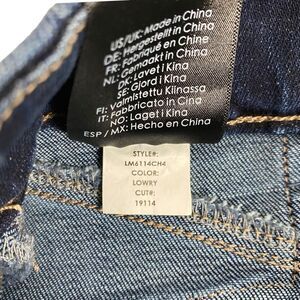 US/UK: Made in China
DE: Hergestellt in China
FR: Fabriqué en Chine
NL: Gemaakt in China
DK: Lavet i Kina
SE: Gjord i Kina
FI: Valmistettu Kiinassa
IT: Fabbricato in Cina
NO: Laget i Kina
ESP / MX: Hecho en China
STYLE#:
LM6114CH4
COLOR:
LOWRY
CUT#:
19114